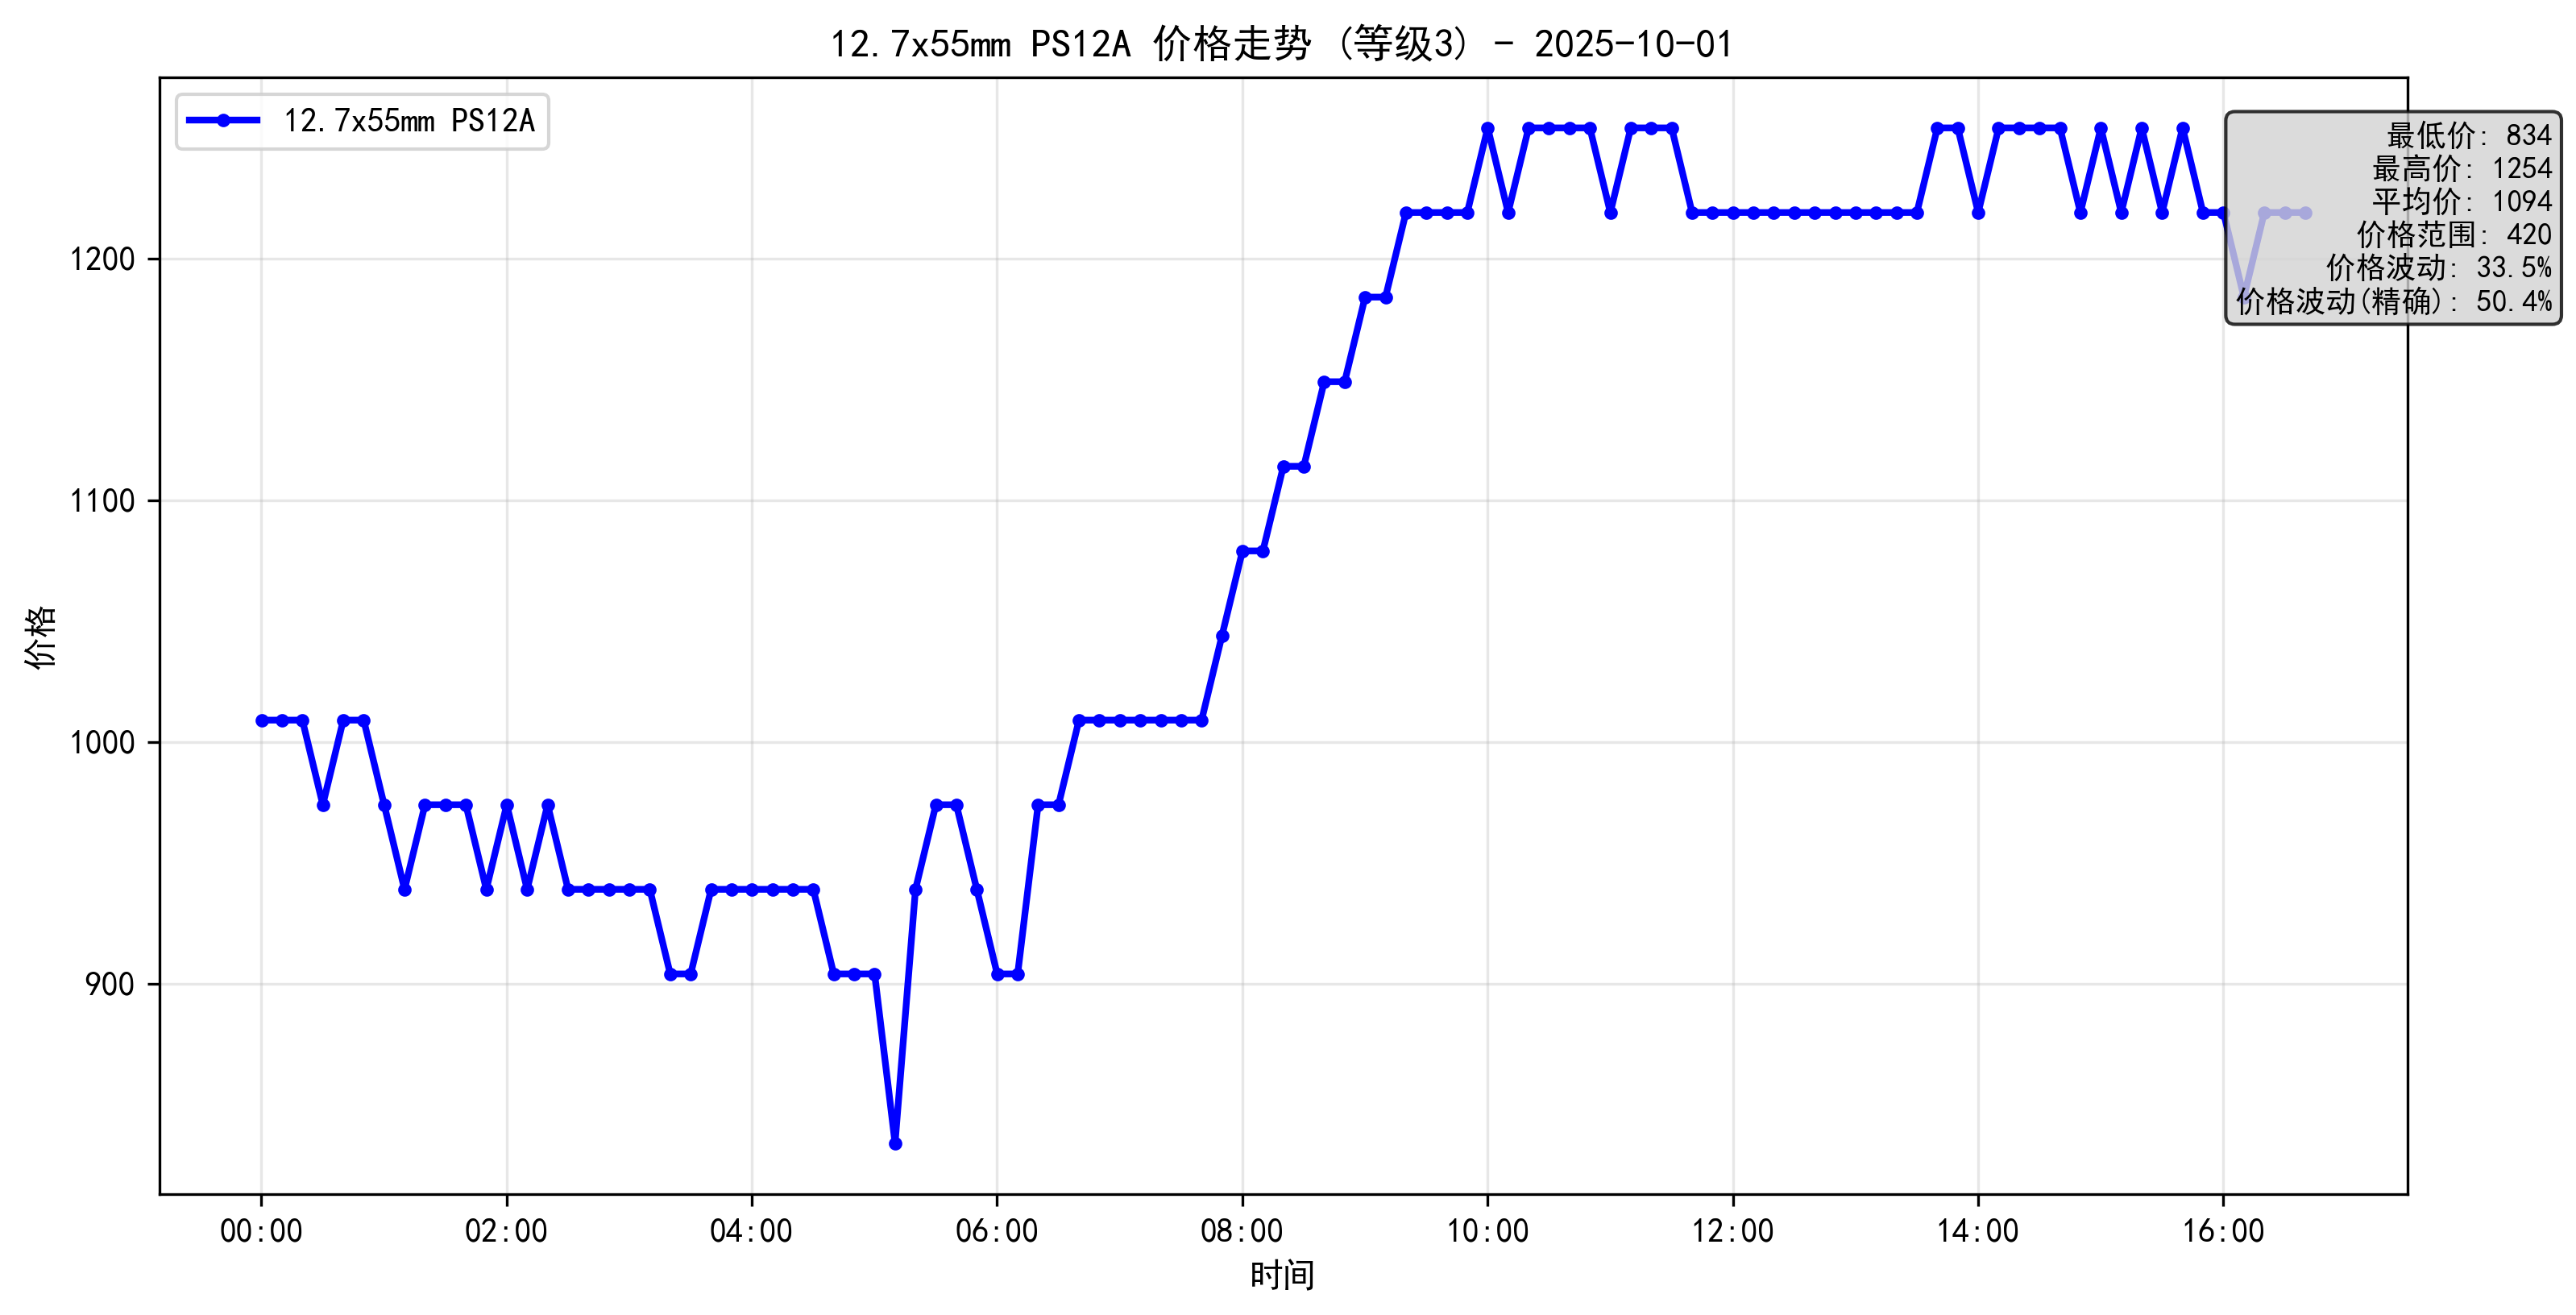 12.7x55mm PS12A 价格走势 (等级3) - 2025-10-01
12.7x55mm PS12A
最低价: 834
最高价: 1254
平均价: 1094
价格范围: 420
价格波动: 33.5%
价格波动(精确): 50.4%
1200
1100
1000
900
价格
00:00 02:00 04:00 06:00 08:00 10:00 12:00 14:00 16:00
时间